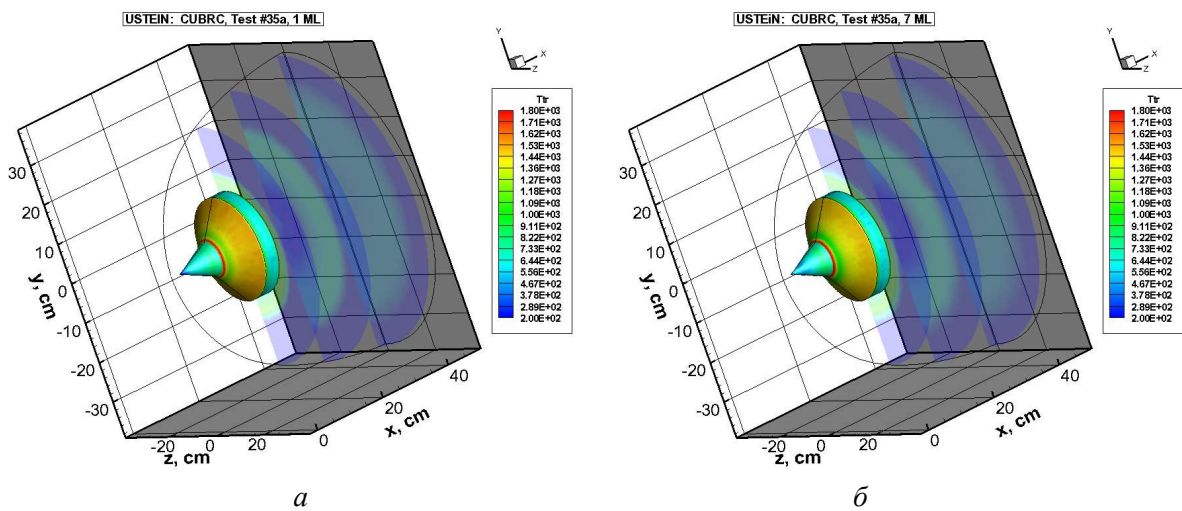 USTEIN: CUBRC, Test #35a, 1 ML
Y
X
Z
Ttr
1.80E+03
1.71E+03
1.62E+03
1.53E+03
1.44E+03
1.36E+03
1.27E+03
1.18E+03
1.09E+03
1.00E+03
9.11E+02
8.22E+02
7.33E+02
6.44E+02
5.56E+02
4.67E+02
3.78E+02
2.89E+02
2.00E+02
30
20
10
0
-10
-20
-30
y, cm
-20
0
20
z, cm
0
20
40
x, cm
а
USTEiN: CUBRC, Test #35a, 7 ML
Y
X
Z
Ttr
1.80E+03
1.71E+03
1.62E+03
1.53E+03
1.44E+03
1.36E+03
1.27E+03
1.18E+03
1.09E+03
1.00E+03
9.11E+02
8.22E+02
7.33E+02
6.44E+02
5.56E+02
4.67E+02
3.78E+02
2.89E+02
2.00E+02
30
20
10
0
-10
-20
-30
y, cm
-20
0
20
z, cm
0
20
40
x, cm
б